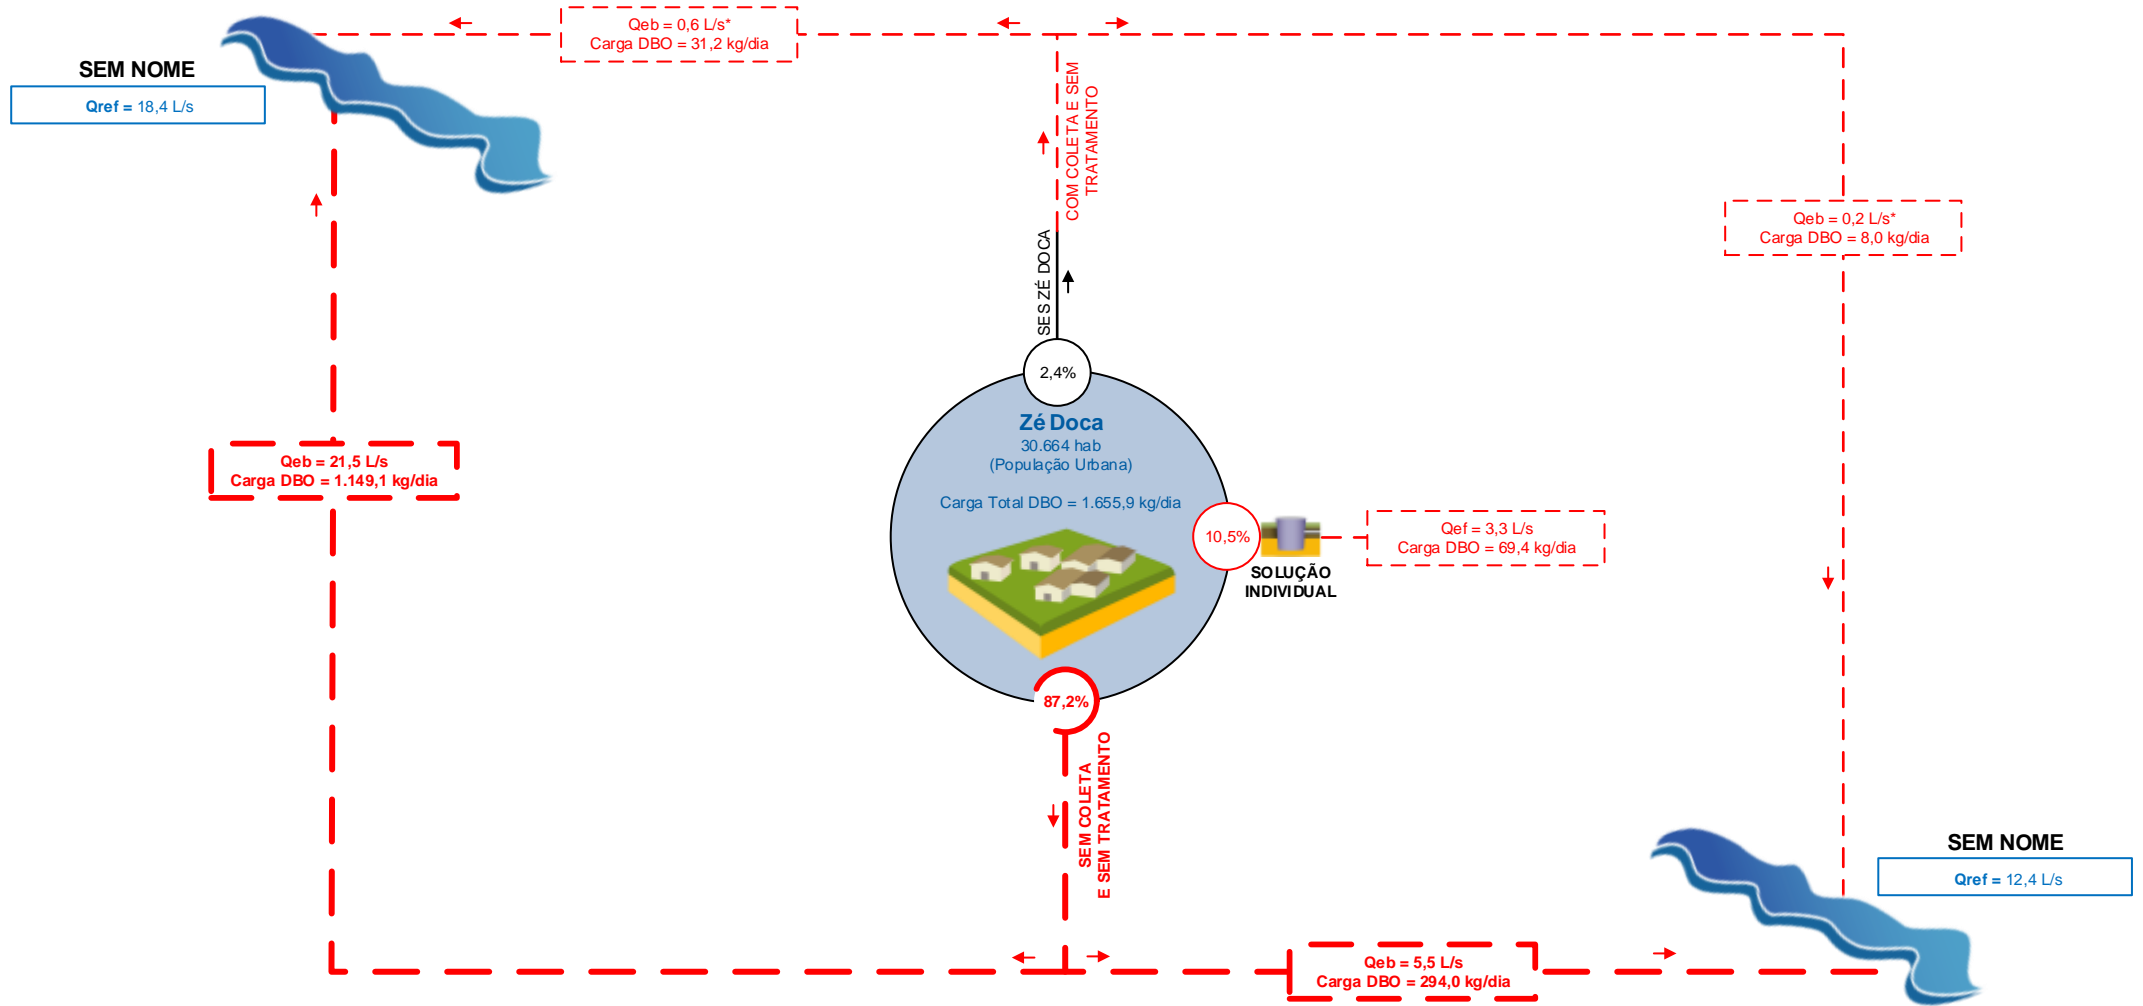 Qeb = 0,6 L/s*
Carga DBO = 31,2 kg/dia
SEM NOME
Qref = 18,4 L/s
COM COLETA E SEM
TRATAMENTO
Qeb = 0,2 L/s*
Carga DBO = 8,0 kg/dia
SES ZÉ DOCA
2,4%
Zé Doca
30.664 hab
(População Urbana)
Carga Total DBO = 1.655,9 kg/dia
Qeb = 21,5 L/s
Carga DBO = 1.149,1 kg/dia
10,5%
SOLUÇÃO
INDIVIDUAL
Qef = 3,3 L/s
Carga DBO = 69,4 kg/dia
87,2%
SEM COLETA
E SEM TRATAMENTO
SEM NOME
Qref = 12,4 L/s
Qeb = 5,5 L/s
Carga DBO = 294,0 kg/dia